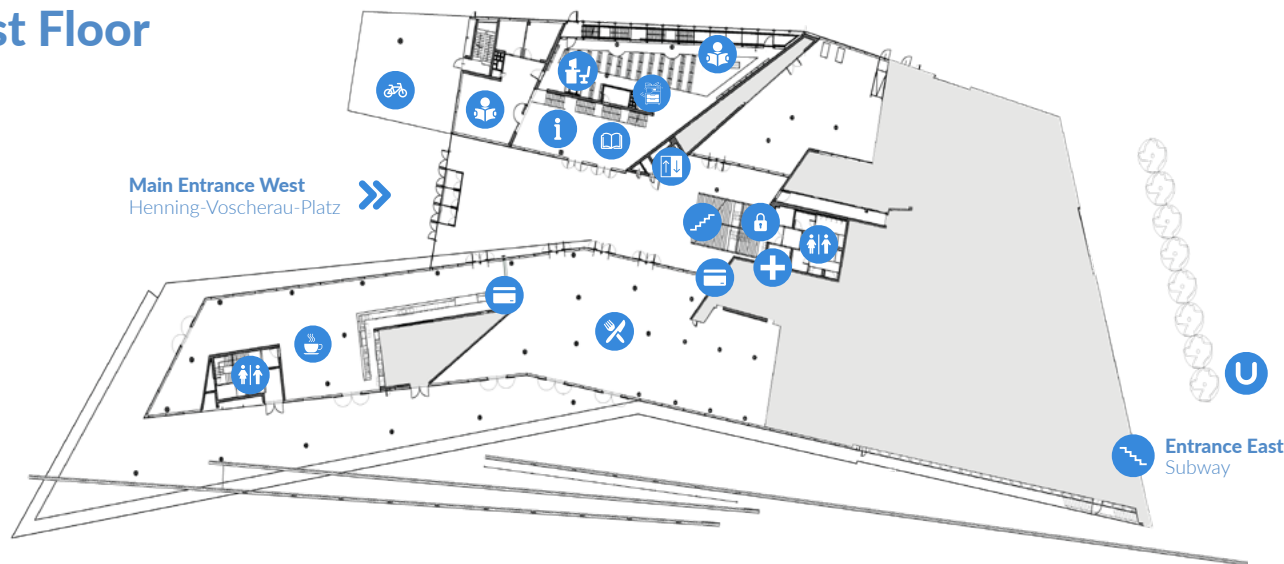 st Floor
Main Entrance West
Henning-Voscherau-Platz
U
Entrance East
Subway